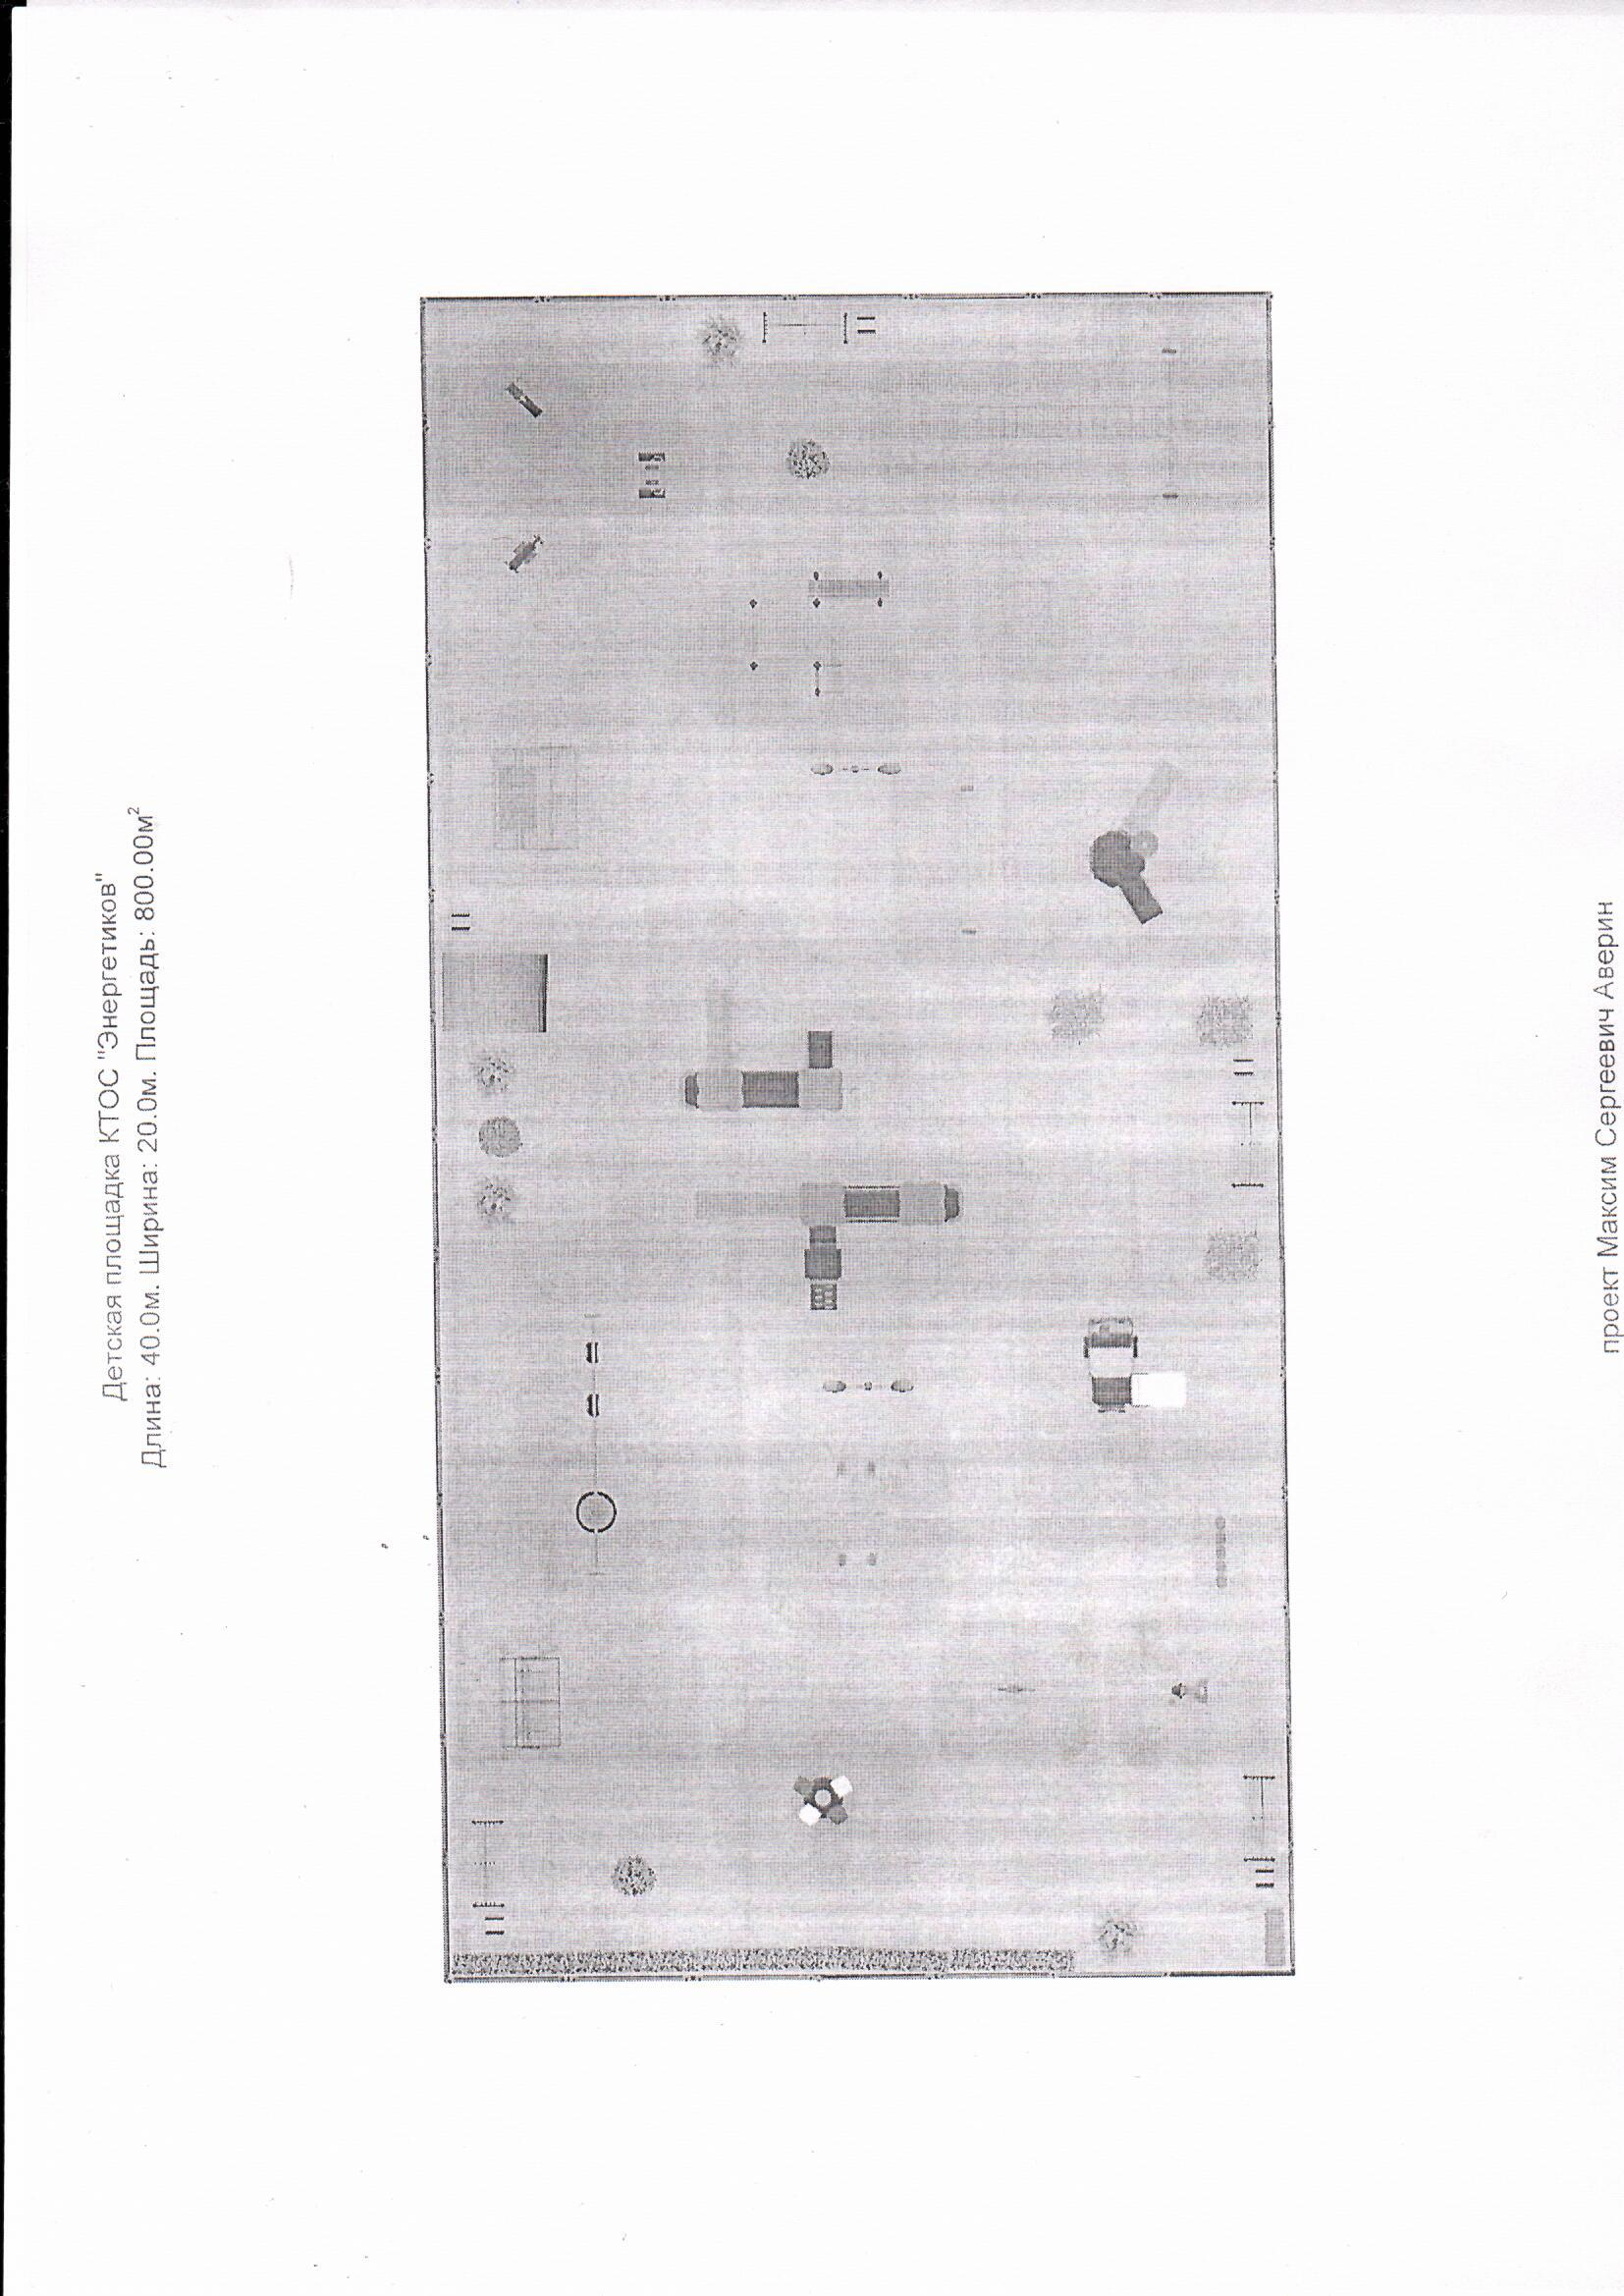 Детская площадка КТОС "Энергетиков"
Длина: 40.0м. Ширина: 20.0м. Площадь: 800.00м²
проект Максим Сергеевич Аверин